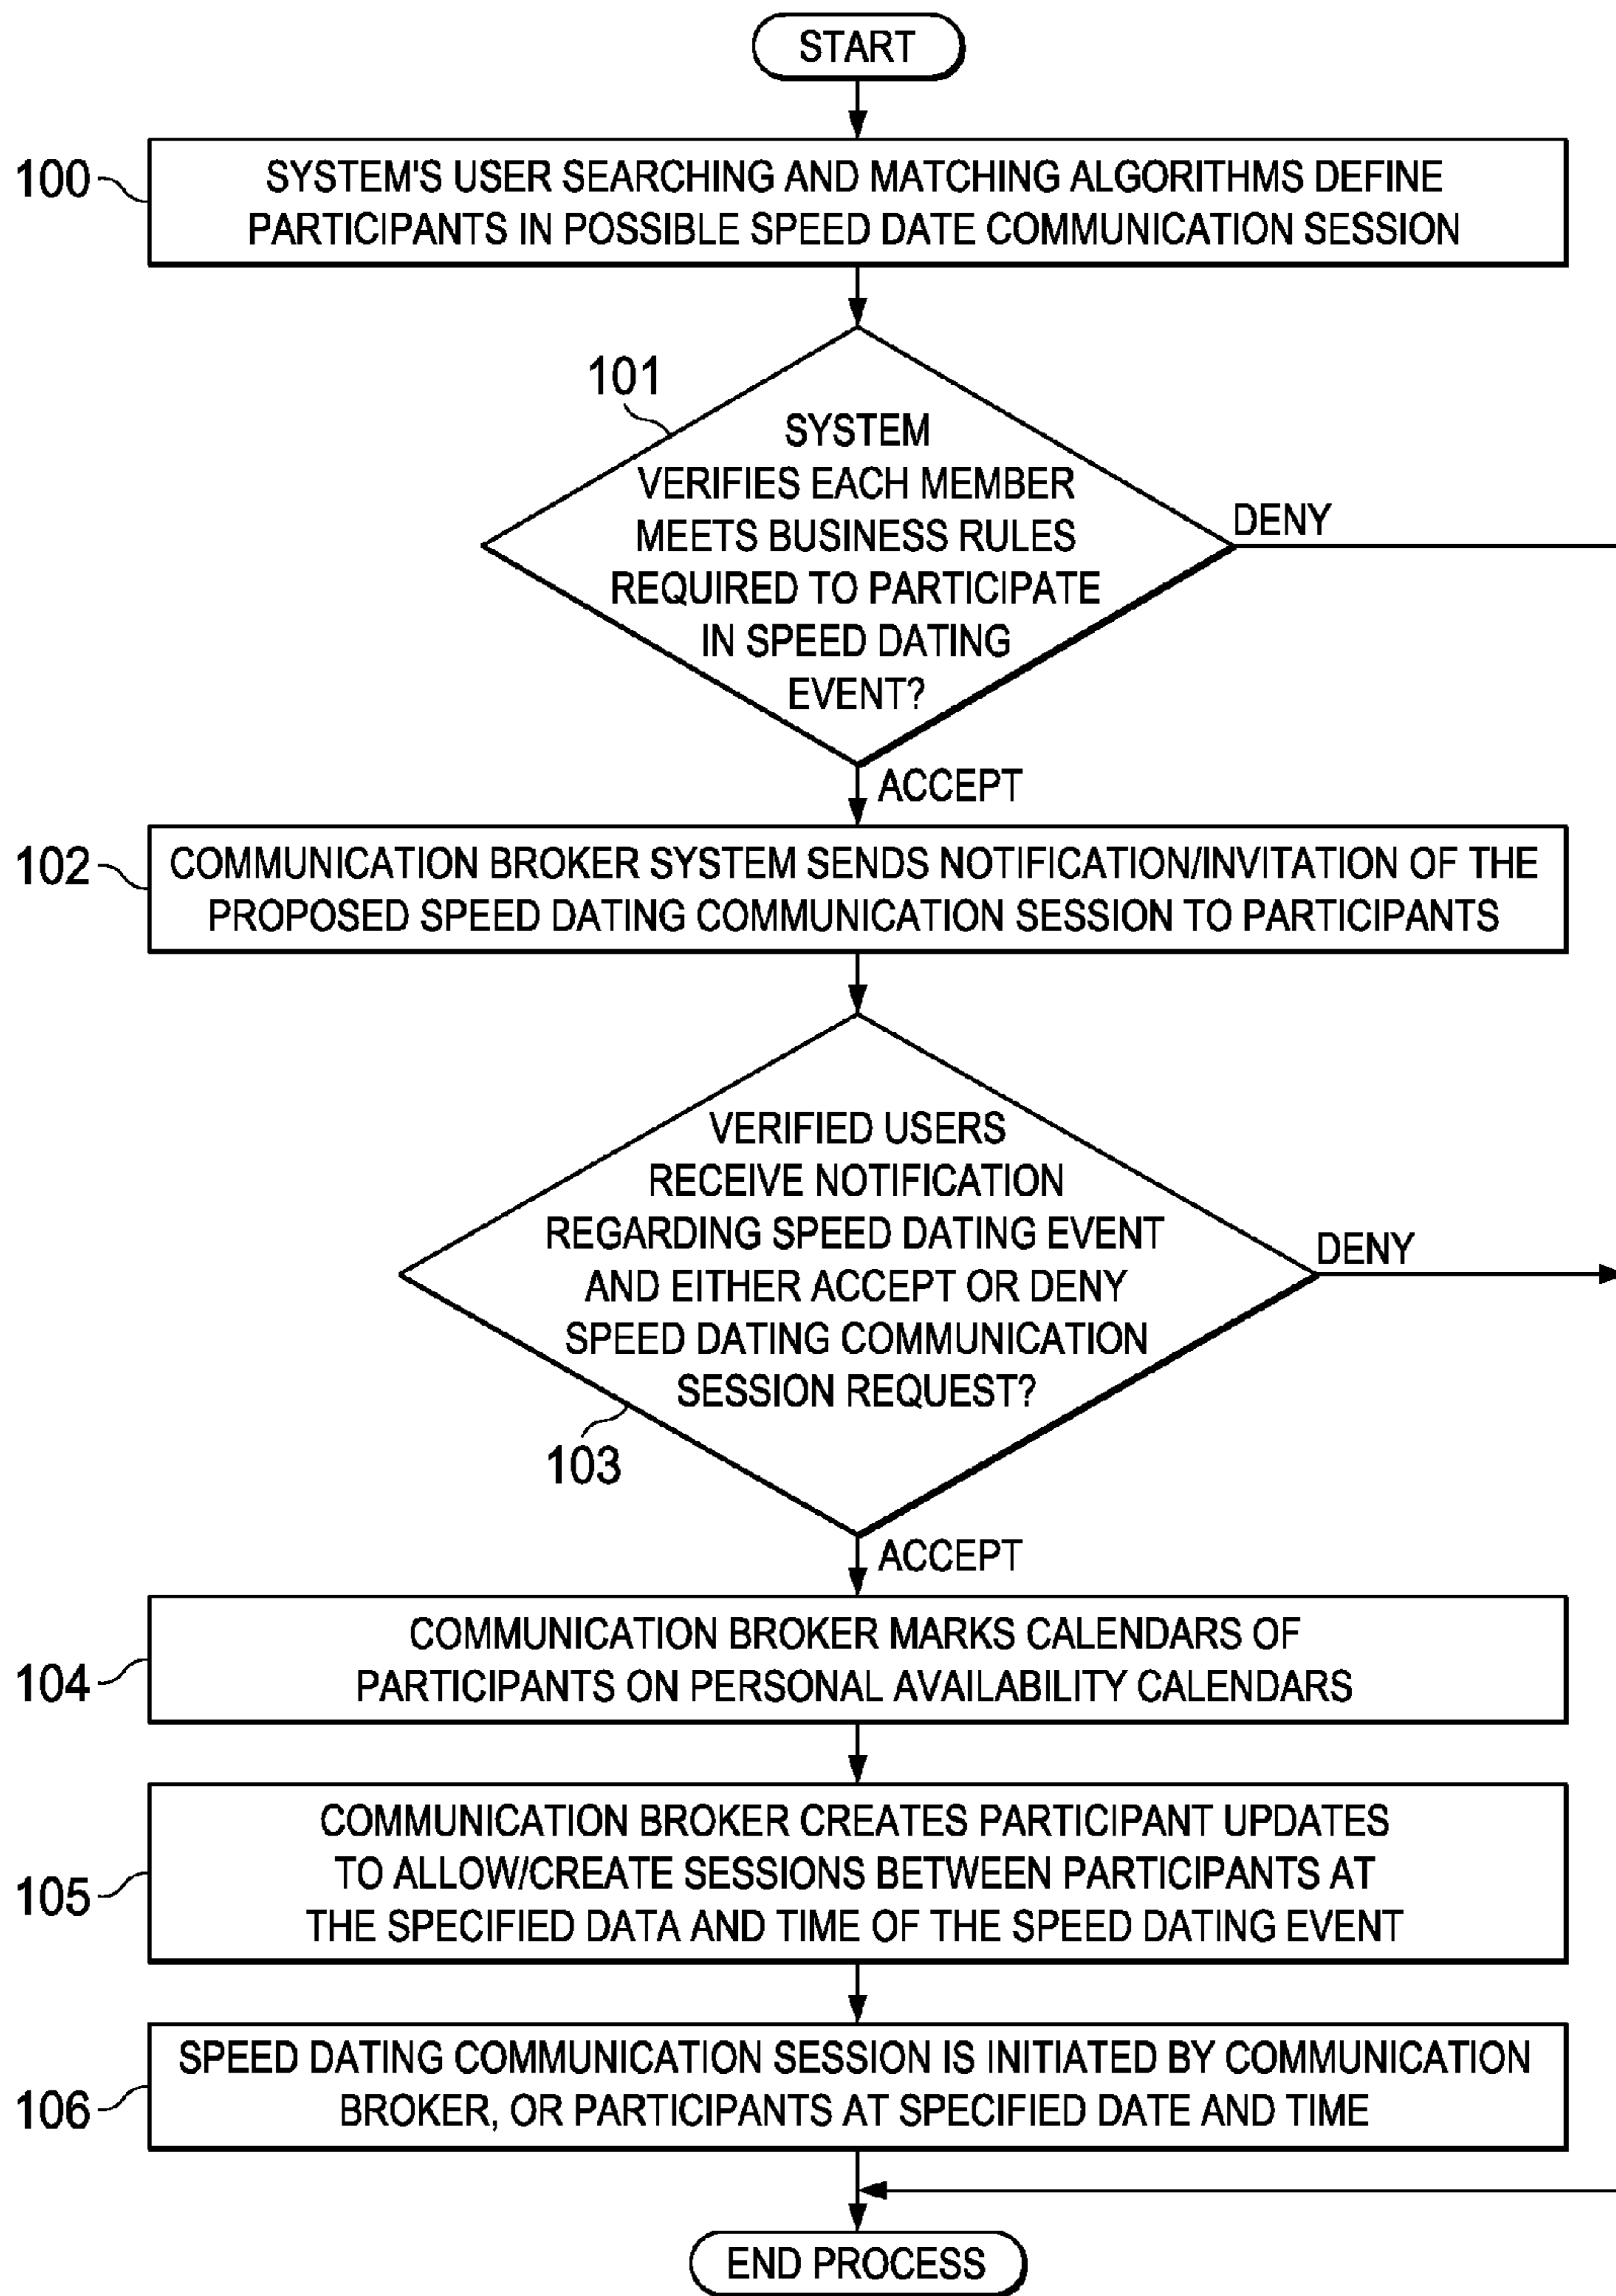 START
100
SYSTEM'S USER SEARCHING AND MATCHING ALGORITHMS DEFINE
PARTICIPANTS IN POSSIBLE SPEED DATE COMMUNICATION SESSION
101
SYSTEM
VERIFIES EACH MEMBER
MEETS BUSINESS RULES
REQUIRED TO PARTICIPATE
IN SPEED DATING
EVENT?
DENY
ACCEPT
102
COMMUNICATION BROKER SYSTEM SENDS NOTIFICATION/INVITATION OF THE
PROPOSED SPEED DATING COMMUNICATION SESSION TO PARTICIPANTS
VERIFIED USERS
RECEIVE NOTIFICATION
REGARDING SPEED DATING EVENT
AND EITHER ACCEPT OR DENY
SPEED DATING COMMUNICATION
SESSION REQUEST?
DENY
103
ACCEPT
104
COMMUNICATION BROKER MARKS CALENDARS OF
PARTICIPANTS ON PERSONAL AVAILABILITY CALENDARS
105
COMMUNICATION BROKER CREATES PARTICIPANT UPDATES
TO ALLOW/CREATE SESSIONS BETWEEN PARTICIPANTS AT
THE SPECIFIED DATA AND TIME OF THE SPEED DATING EVENT
106
SPEED DATING COMMUNICATION SESSION IS INITIATED BY COMMUNICATION
BROKER, OR PARTICIPANTS AT SPECIFIED DATE AND TIME
END PROCESS